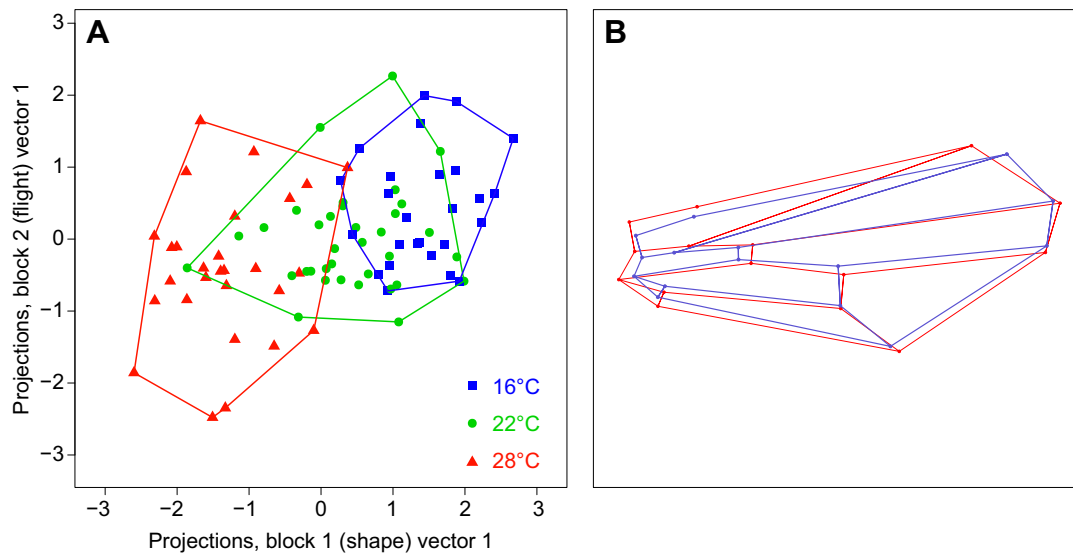 A
B
Projections, block 2 (flight) vector 1
3
2
1
0
−1
−2
−3
16°C
22°C
28°C
−3 −2 −1 0 1 2 3
Projections, block 1 (shape) vector 1